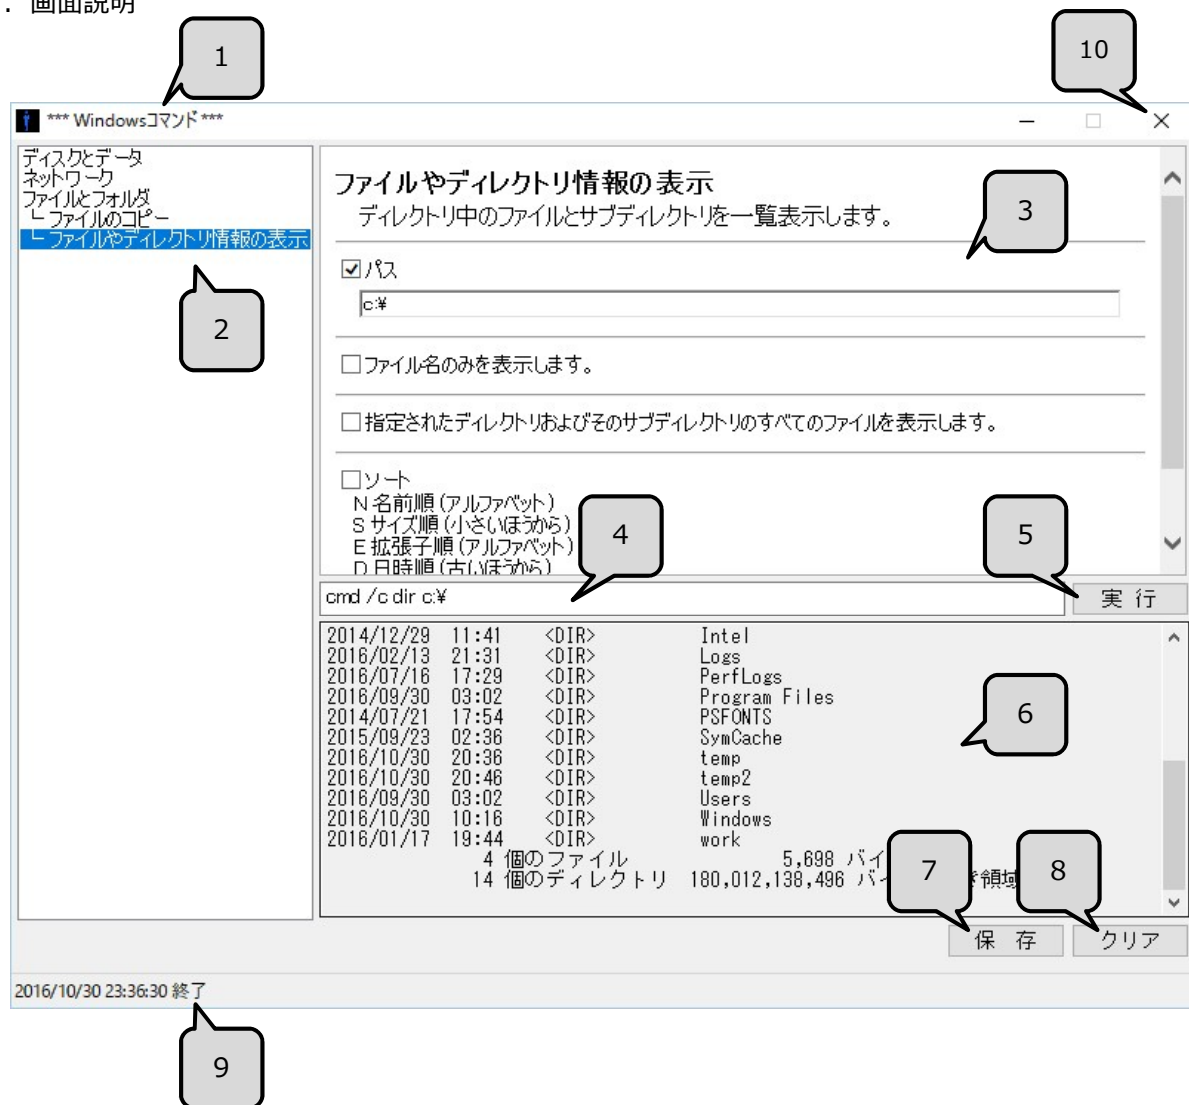 . 画面説明
1
10
*** Windowsコマンド ***
ディスクとデータ
ネットワーク
ファイルとフォルダ
└ ファイルのコピー
└ ファイルやディレクトリ情報の表示
2
ファイルやディレクトリ情報の表示
ディレクトリ中のファイルとサブディレクトリを一覧表示します。
3
パス
c:¥
ファイル名のみを表示します。
指定されたディレクトリおよびそのサブディレクトリのすべてのファイルを表示します。
ソート
N 名前順 (アルファベット)
S サイズ順 (小さいほうから)
E 拡張子順 (アルファベット)
D 日時順 (古いほうから)
4
5
cmd /c dir c:¥
実 行
2014/12/29 11:41 <DIR> Intel
2016/02/13 21:31 <DIR> Logs
2016/07/16 17:29 <DIR> PerfLogs
2016/09/30 03:02 <DIR> Program Files
2014/07/21 17:54 <DIR> PSFONTS
2015/09/23 02:36 <DIR> SymCache
2016/10/30 20:36 <DIR> temp
2016/10/30 20:46 <DIR> temp2
2016/09/30 03:02 <DIR> Users
2016/10/30 10:16 <DIR> Windows
2016/01/17 19:44 <DIR> work
4 個のファイル 5,698 バイ
14 個のディレクトリ 180,012,138,496 バイ 領域
6
7
8
保 存
クリア
2016/10/30 23:36:30 終了
9